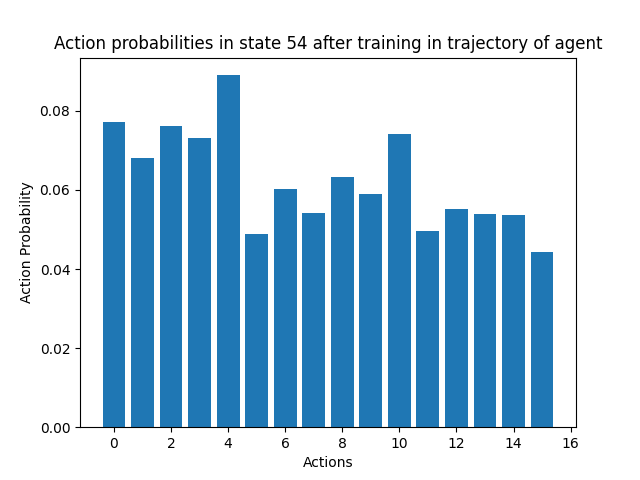 Action probabilities in state 54 after training in trajectory of agent
0.08
0.06
0.04
0.02
0.00
Action Probability
0 2 4 6 8 10 12 14 16
Actions